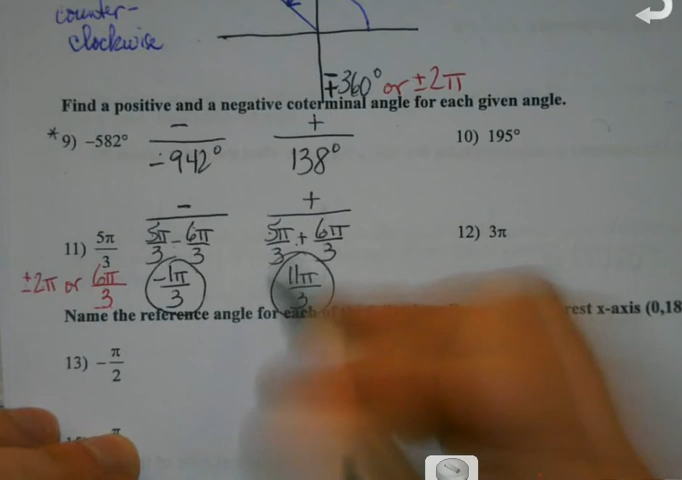 counter-
clockwise
∓360° or ±2π
Find a positive and a negative coterminal angle for each given angle.
* 9) −582° − −942° + 138° 10) 195°
11) 5π/3 − 5π/3 − 6π/3 + 5π/3 + 6π/3 12) 3π
±2π or 6π/3 −1π/3 11π/3
Name the reference angle for each of rest x-axis (0,18
13) −π/2
π